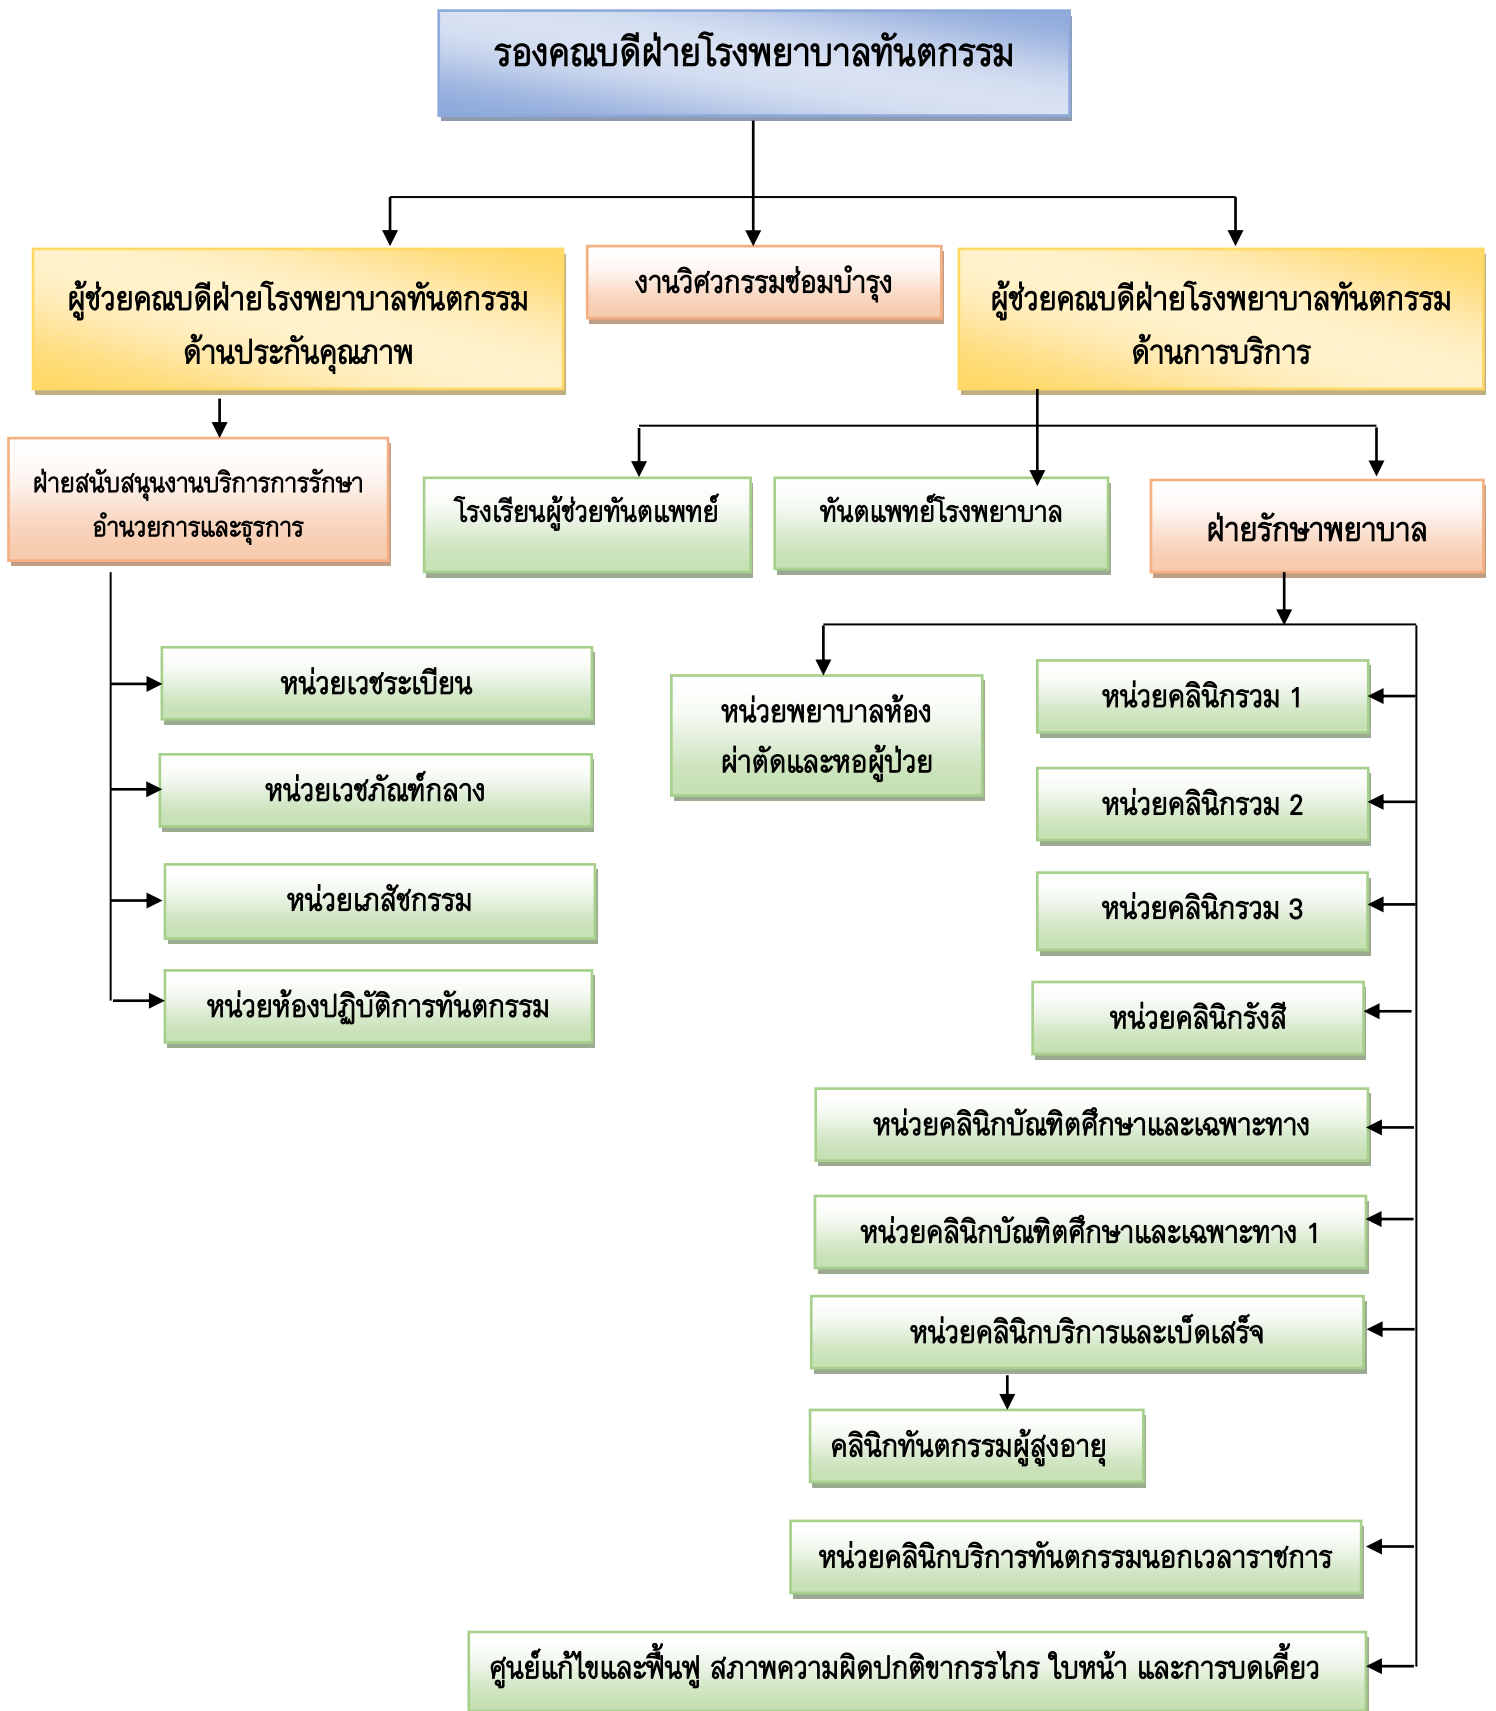 รองคณบดีฝ่ายโรงพยาบาลทันตกรรม
ผู้ช่วยคณบดีฝ่ายโรงพยาบาลทันตกรรม
ด้านประกันคุณภาพ
งานวิศวกรรมซ่อมบำรุง
ผู้ช่วยคณบดีฝ่ายโรงพยาบาลทันตกรรม
ด้านการบริการ
ฝ่ายสนับสนุนงานบริการการรักษา
อำนวยการและธุรการ
โรงเรียนผู้ช่วยทันตแพทย์
ทันตแพทย์โรงพยาบาล
ฝ่ายรักษาพยาบาล
หน่วยเวชระเบียน
หน่วยเวชภัณฑ์กลาง
หน่วยเภสัชกรรม
หน่วยห้องปฏิบัติการทันตกรรม
หน่วยพยาบาลห้อง
ผ่าตัดและหอผู้ป่วย
หน่วยคลินิกรวม 1
หน่วยคลินิกรวม 2
หน่วยคลินิกรวม 3
หน่วยคลินิกรังสี
หน่วยคลินิกบัณฑิตศึกษาและเฉพาะทาง
หน่วยคลินิกบัณฑิตศึกษาและเฉพาะทาง 1
หน่วยคลินิกบริการและเบ็ดเสร็จ
คลินิกทันตกรรมผู้สูงอายุ
หน่วยคลินิกบริการทันตกรรมนอกเวลาราชการ
ศูนย์แก้ไขและฟื้นฟู สภาพความผิดปกติขากรรไกร ใบหน้า และการบดเคี้ยว